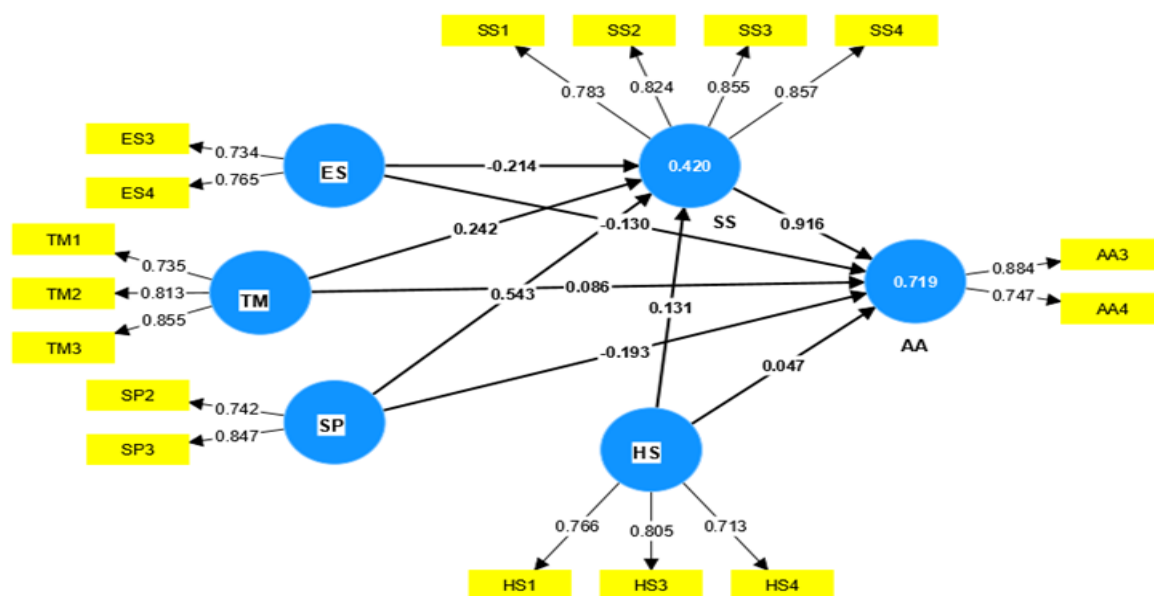 SS1 SS2 SS3 SS4
0.783 0.824 0.855 0.857
ES3
0.734
ES4
0.765
ES
-0.214
0.420
SS
-0.130
0.916
0.242
TM1
0.735
TM2
0.813
TM3
0.855
TM
0.543
0.086
0.131
0.719
AA
0.884
AA3
0.747
AA4
-0.193
0.047
SP2
0.742
SP3
0.847
SP
HS
0.766 0.805 0.713
HS1 HS3 HS4